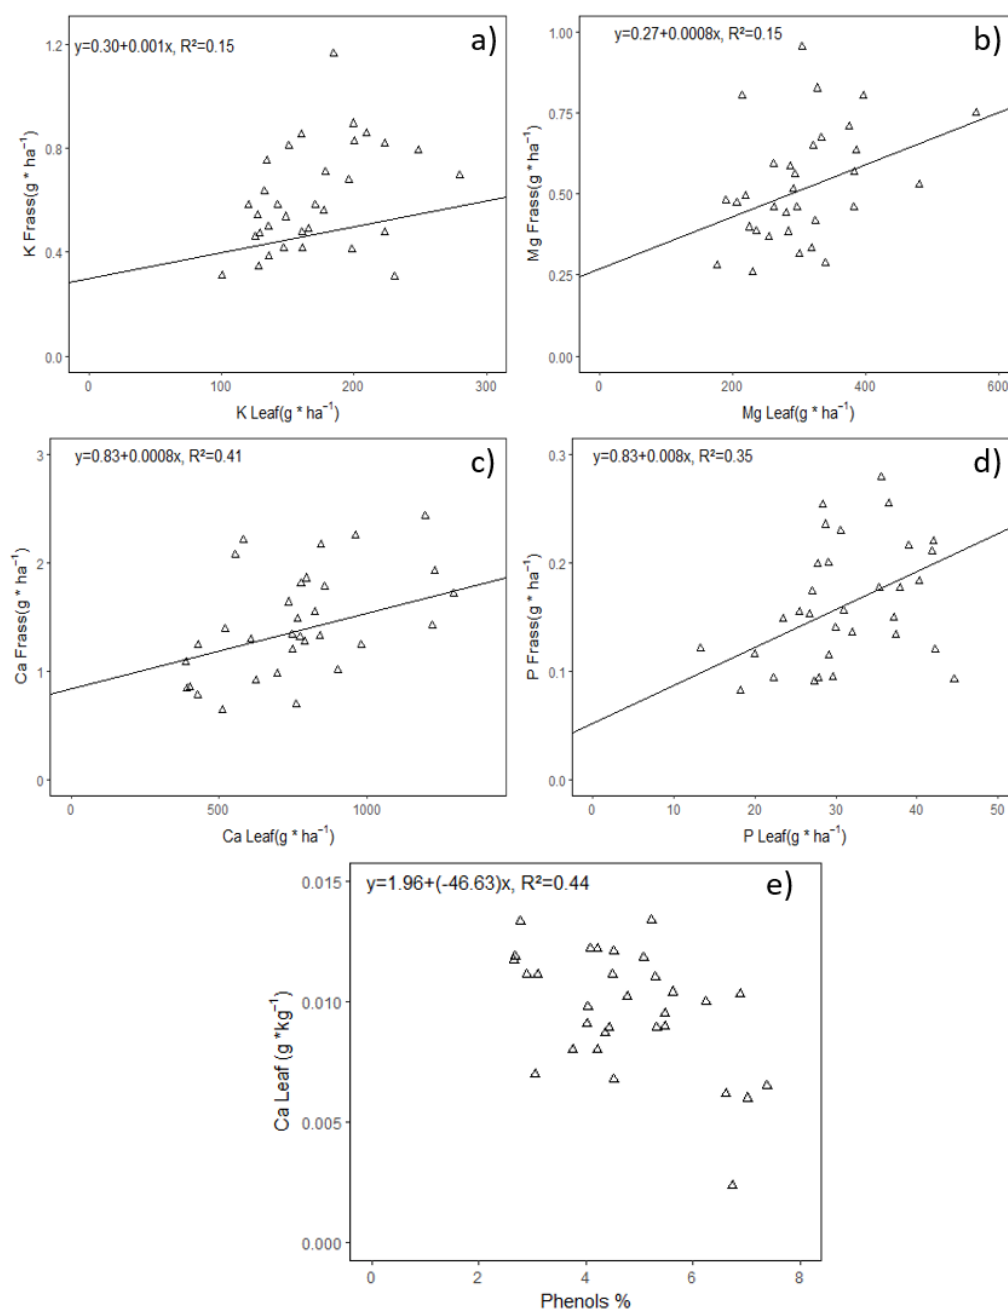 y=0.30+0.001x, R²=0.15
a)
1.2
0.8
0.4
0.0
K Frass(g * ha⁻¹)
0
100
200
300
K Leaf(g * ha⁻¹)
y=0.27+0.0008x, R²=0.15
b)
1.00
0.75
0.50
0.25
0.00
Mg Frass(g * ha⁻¹)
0
200
400
600
Mg Leaf(g * ha⁻¹)
y=0.83+0.0008x, R²=0.41
c)
3
2
1
0
Ca Frass(g * ha⁻¹)
0
500
1000
Ca Leaf(g * ha⁻¹)
y=0.83+0.008x, R²=0.35
d)
0.3
0.2
0.1
0.0
P Frass(g * ha⁻¹)
0
10
20
30
40
50
P Leaf(g * ha⁻¹)
y=1.96+(-46.63)x, R²=0.44
e)
0.015
0.010
0.005
0.000
Ca Leaf (g *kg⁻¹)
0
2
4
6
8
Phenols %